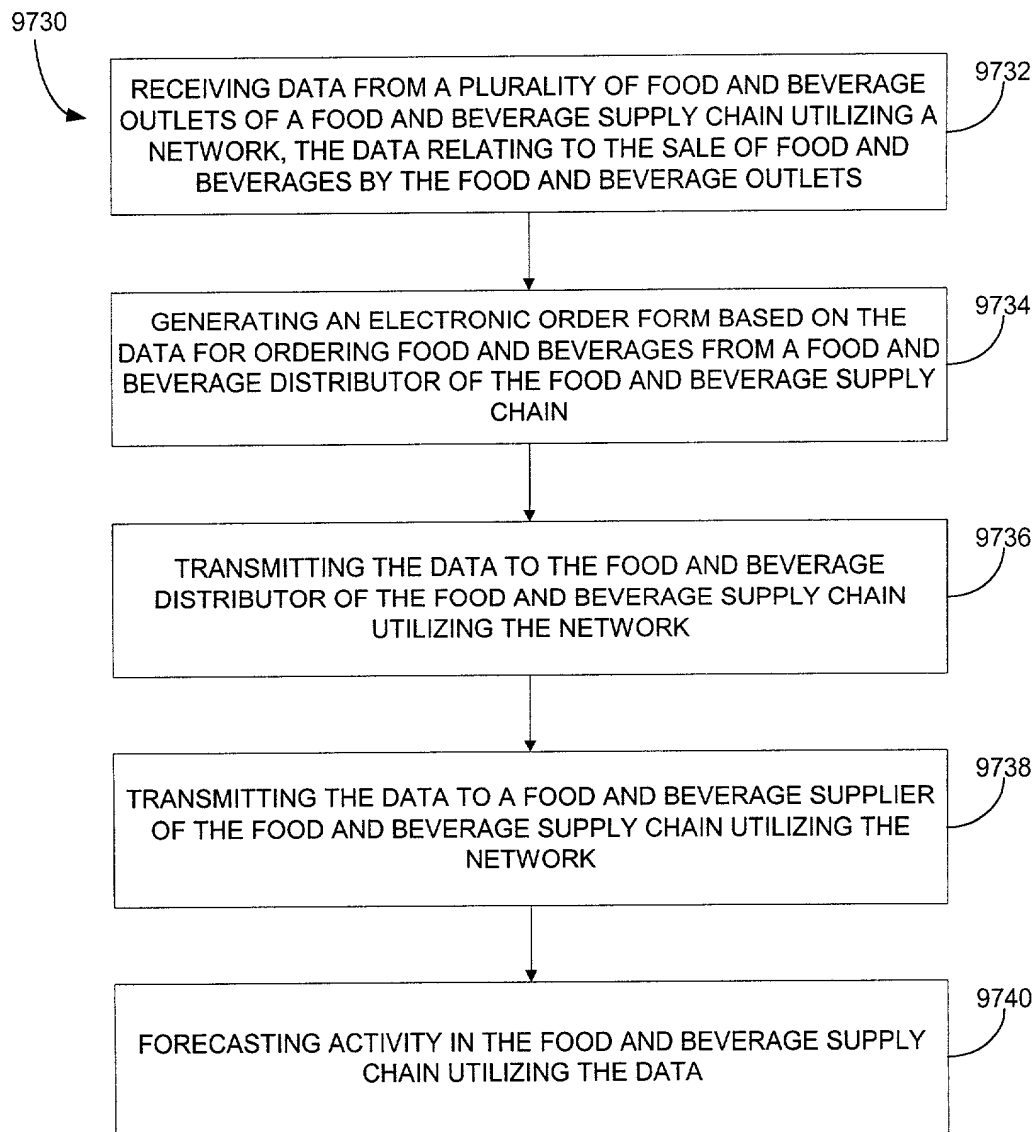 9730
RECEIVING DATA FROM A PLURALITY OF FOOD AND BEVERAGE
OUTLETS OF A FOOD AND BEVERAGE SUPPLY CHAIN UTILIZING A
NETWORK, THE DATA RELATING TO THE SALE OF FOOD AND
BEVERAGES BY THE FOOD AND BEVERAGE OUTLETS
9732
GENERATING AN ELECTRONIC ORDER FORM BASED ON THE
DATA FOR ORDERING FOOD AND BEVERAGES FROM A FOOD AND
BEVERAGE DISTRIBUTOR OF THE FOOD AND BEVERAGE SUPPLY
CHAIN
9734
TRANSMITTING THE DATA TO THE FOOD AND BEVERAGE
DISTRIBUTOR OF THE FOOD AND BEVERAGE SUPPLY CHAIN
UTILIZING THE NETWORK
9736
TRANSMITTING THE DATA TO A FOOD AND BEVERAGE SUPPLIER
OF THE FOOD AND BEVERAGE SUPPLY CHAIN UTILIZING THE
NETWORK
9738
FORECASTING ACTIVITY IN THE FOOD AND BEVERAGE SUPPLY
CHAIN UTILIZING THE DATA
9740